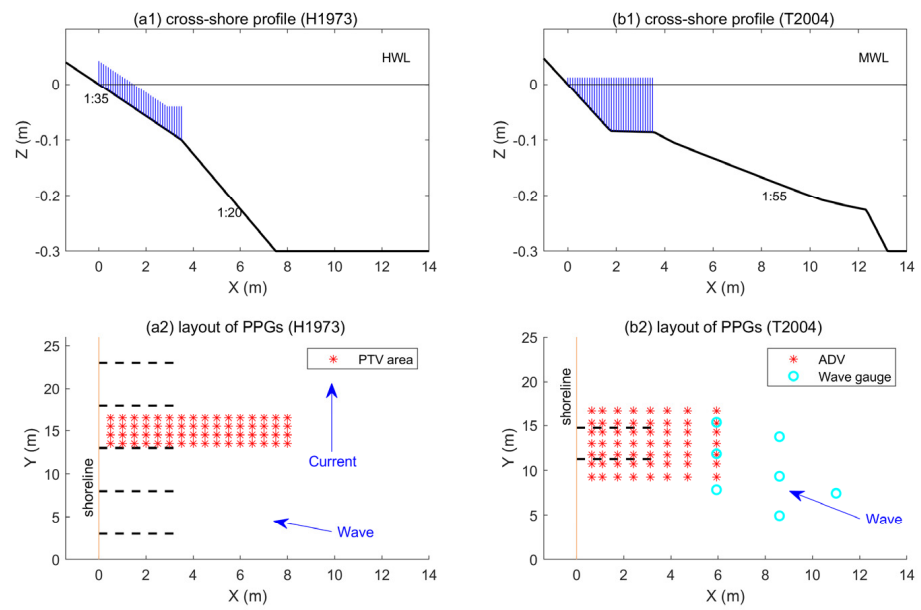 (a1) cross-shore profile (H1973)
HWL
0
-0.1
-0.2
-0.3
Z (m)
1:35
1:20
0 2 4 6 8 10 12 14
X (m)
(b1) cross-shore profile (T2004)
MWL
0
-0.1
-0.2
-0.3
Z (m)
1:55
0 2 4 6 8 10 12 14
X (m)
(a2) layout of PPGs (H1973)
PTV area
25
20
15
10
5
0
Y (m)
shoreline
Current
Wave
0 2 4 6 8 10 12 14
X (m)
(b2) layout of PPGs (T2004)
ADV
Wave gauge
25
20
15
10
5
0
Y (m)
shoreline
Wave
0 2 4 6 8 10 12 14
X (m)